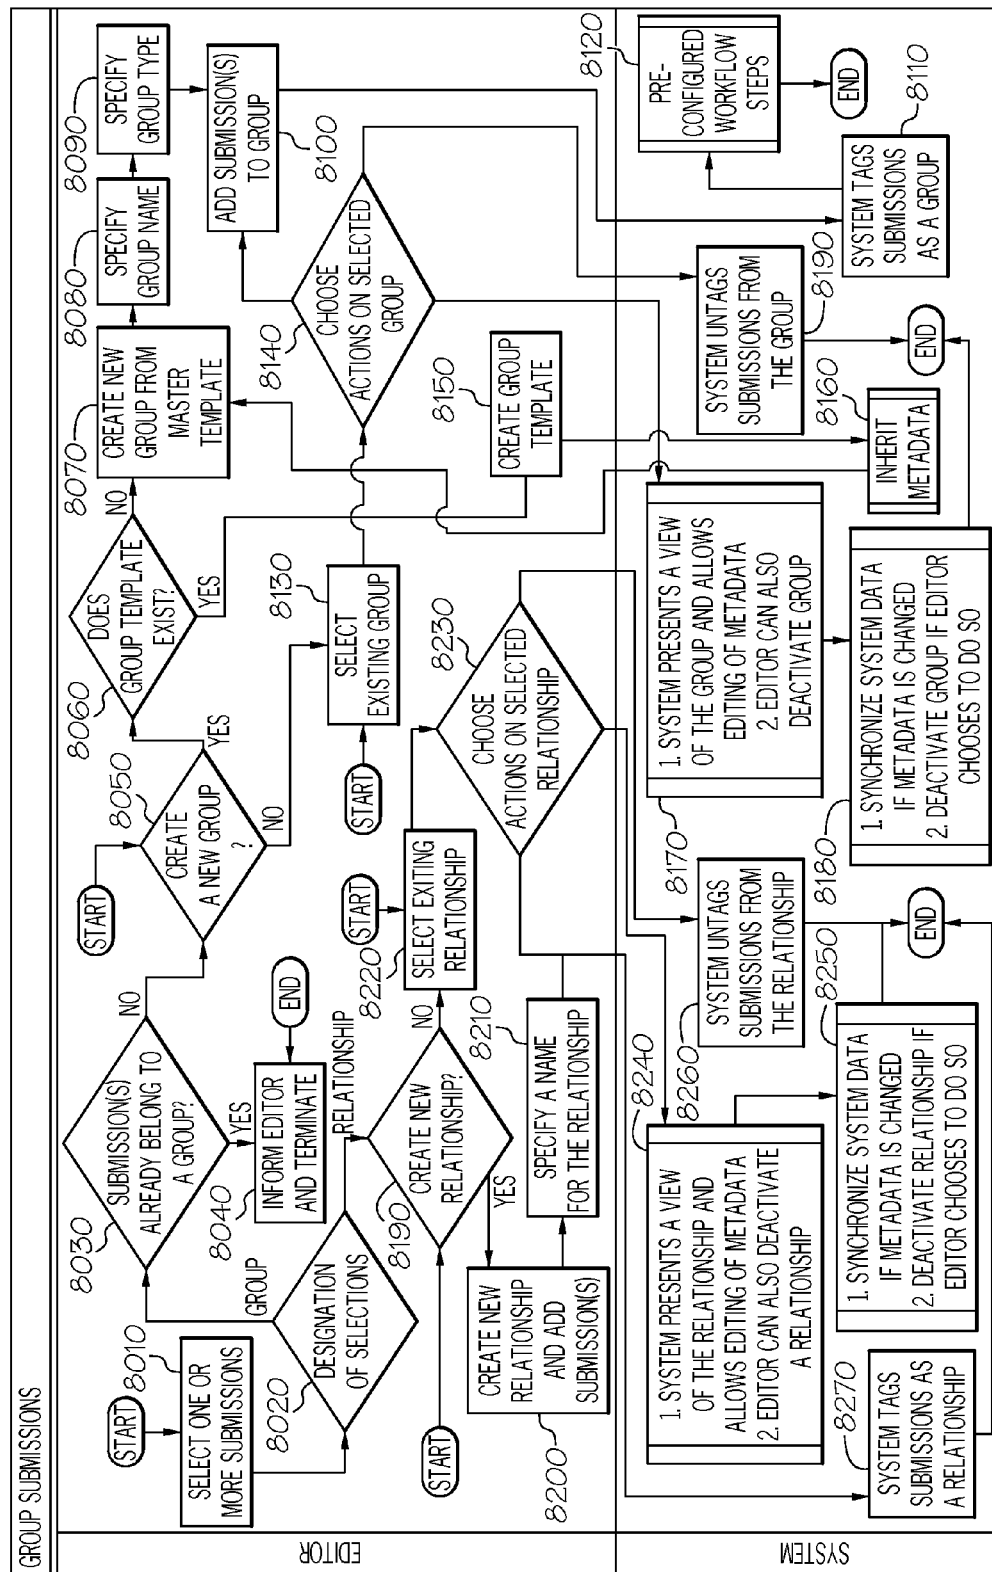 GROUP SUBMISSIONS
EDITOR
START
8010
SELECT ONE OR
MORE SUBMISSIONS
8020
DESIGNATION
OF SELECTIONS
GROUP
RELATIONSHIP
8030
SUBMISSION(S)
ALREADY BELONG TO
A GROUP?
YES
NO
8040
INFORM EDITOR
AND TERMINATE
END
START
8050
CREATE
A NEW GROUP
?
YES
NO
8060
DOES
GROUP TEMPLATE
EXIST?
NO
YES
8070
CREATE NEW
GROUP FROM
MASTER
TEMPLATE
8080
SPECIFY
GROUP NAME
8090
SPECIFY
GROUP TYPE
ADD SUBMISSION(S)
TO GROUP
8100
START
8130
SELECT
EXISTING GROUP
8140
CHOOSE
ACTIONS ON SELECTED
GROUP
8150
CREATE GROUP
TEMPLATE
START
8190
CREATE NEW
RELATIONSHIP?
YES
NO
CREATE NEW
RELATIONSHIP
AND ADD
SUBMISSION(S)
8200
8210
SPECIFY A NAME
FOR THE RELATIONSHIP
START
8220
SELECT EXITING
RELATIONSHIP
8230
CHOOSE
ACTIONS ON SELECTED
RELATIONSHIP
SYSTEM
8270
SYSTEM TAGS
SUBMISSIONS AS
A RELATIONSHIP
8240
1. SYSTEM PRESENTS A VIEW
OF THE RELATIONSHIP AND
ALLOWS EDITING OF METADATA
2. EDITOR CAN ALSO DEACTIVATE
A RELATIONSHIP
8250
1. SYNCHRONIZE SYSTEM DATA
IF METADATA IS CHANGED
2. DEACTIVATE RELATIONSHIP IF
EDITOR CHOOSES TO DO SO
8260
SYSTEM UNTAGS
SUBMISSIONS FROM
THE RELATIONSHIP
END
8170
1. SYSTEM PRESENTS A VIEW
OF THE GROUP AND ALLOWS
EDITING OF METADATA
2. EDITOR CAN ALSO
DEACTIVATE GROUP
8180
1. SYNCHRONIZE SYSTEM DATA
IF METADATA IS CHANGED
2. DEACTIVATE GROUP IF EDITOR
CHOOSES TO DO SO
8160
INHERIT
METADATA
END
SYSTEM UNTAGS
SUBMISSIONS FROM
THE GROUP
8190
8110
SYSTEM TAGS
SUBMISSIONS
AS A GROUP
8120
PRE-
CONFIGURED
WORKFLOW
STEPS
END